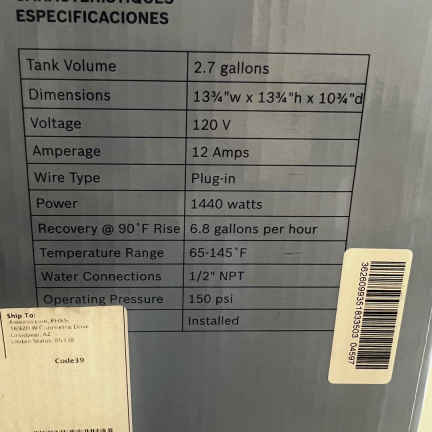 ESPECIFICACIONES
Tank Volume 2.7 gallons
Dimensions 13¾"w x 13¾"h x 10¾"d
Voltage 120 V
Amperage 12 Amps
Wire Type Plug-in
Power 1440 watts
Recovery @ 90˚F Rise 6.8 gallons per hour
Temperature Range 65-145˚F
Water Connections 1/2" NPT
Operating Pressure 150 psi
Installed
Ship To:
Code39